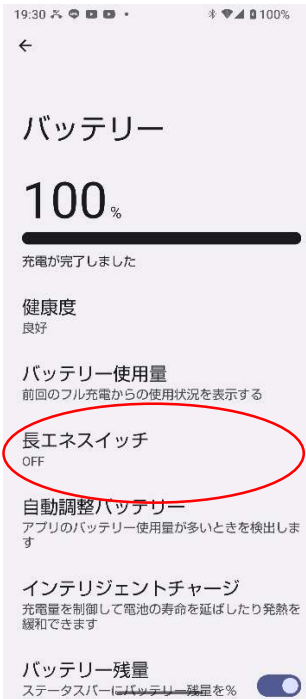 19:30
100%
バッテリー
100%
充電が完了しました
健康度
良好
バッテリー使用量
前回のフル充電からの使用状況を表示する
長エネスイッチ
OFF
自動調整バッテリー
アプリのバッテリー使用量が多いときを検出しま
す
インテリジェントチャージ
充電量を制御して電池の寿命を延ばしたり発熱を
緩和できます
バッテリー残量
ステータスバーにバッテリー残量を%